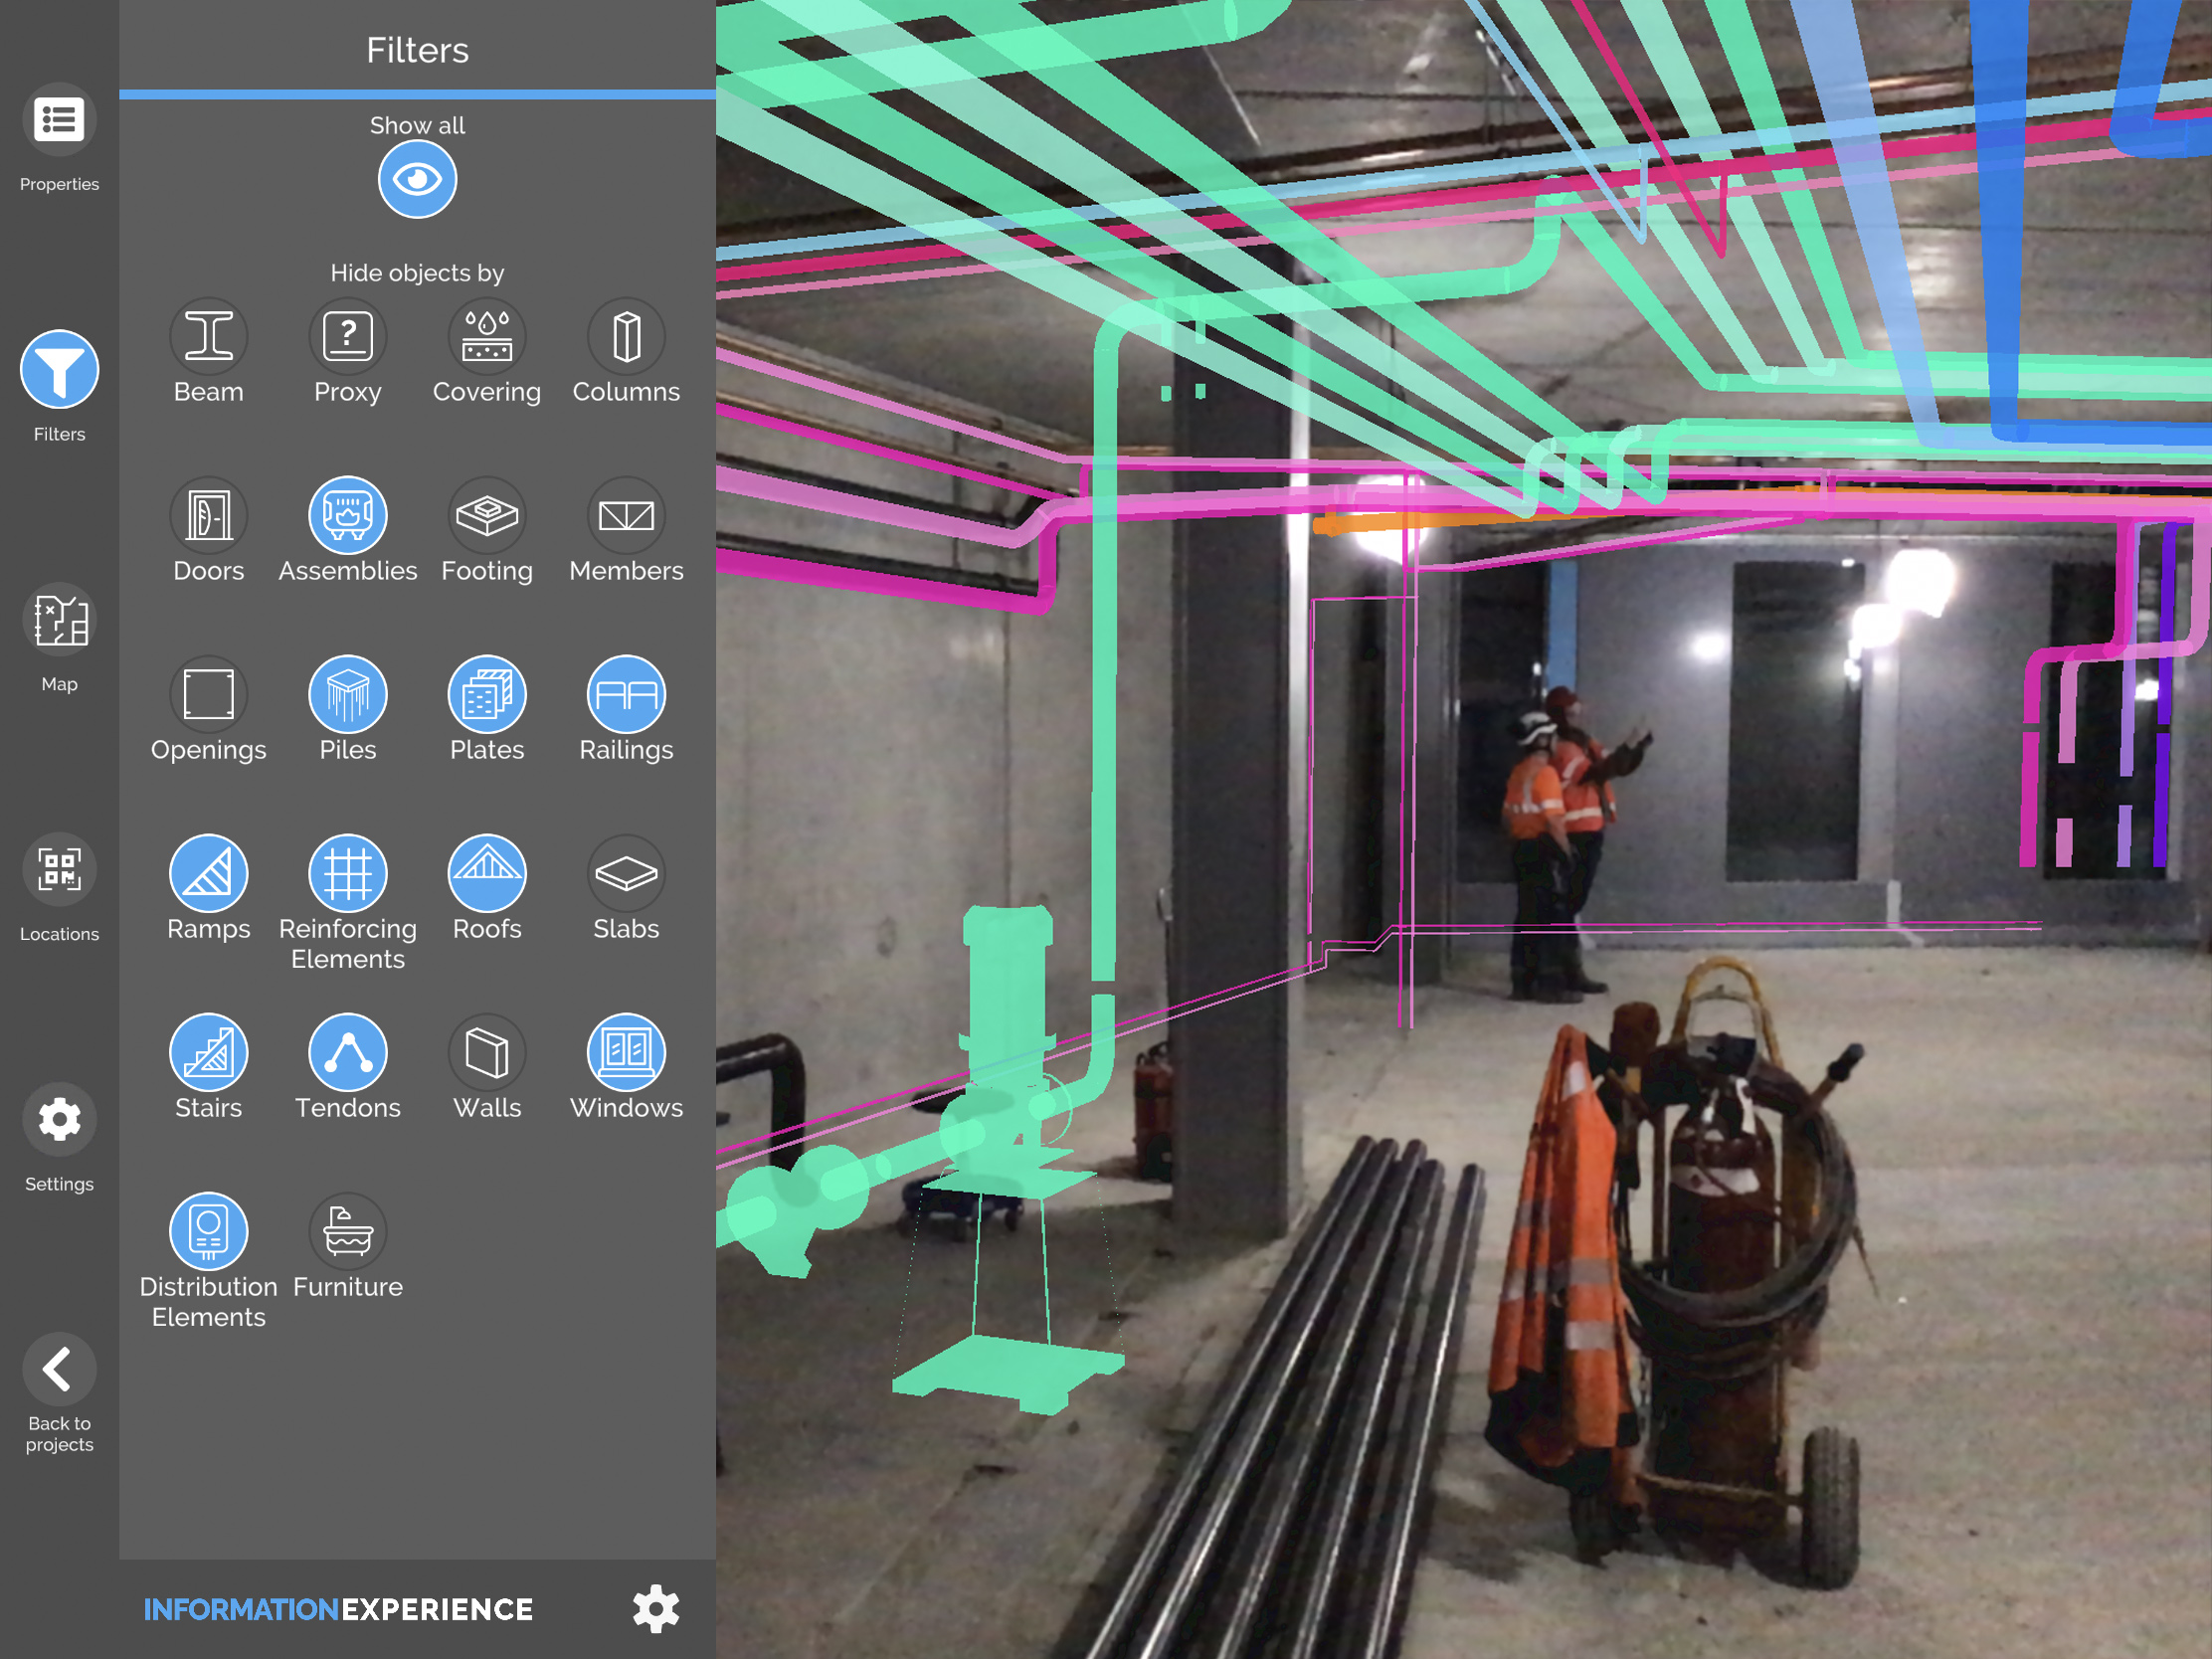 Filters
Show all
Hide objects by
Beam
Proxy
?
Covering
Columns
Doors
Assemblies
Footing
Members
Openings
Piles
Plates
Railings
Ramps
Reinforcing
Elements
Roofs
Slabs
Stairs
Tendons
Walls
Windows
Distribution
Elements
Furniture
Properties
Filters
Map
Locations
Settings
Back to
projects
INFORMATIONEXPERIENCE